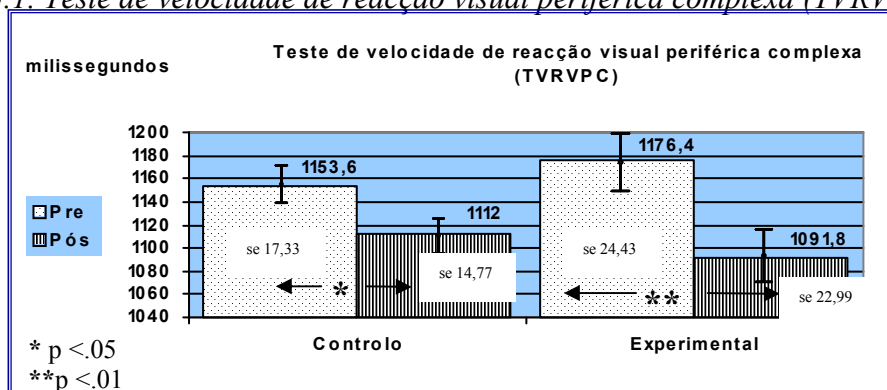 .1. Teste de velocidade de reacção visual periférica complexa (TVRV
Teste de velocidade de reacção visual periférica complexa
(TVRVPC)
milissegundos
1200
1180
1160
1140
1120
1100
1080
1060
1040
Pre
Pós
1153,6
1112
1176,4
1091,8
se 17,33
se 14,77
se 24,43
se 22,99
*
**
Controlo
Experimental
* p <.05
**p <.01